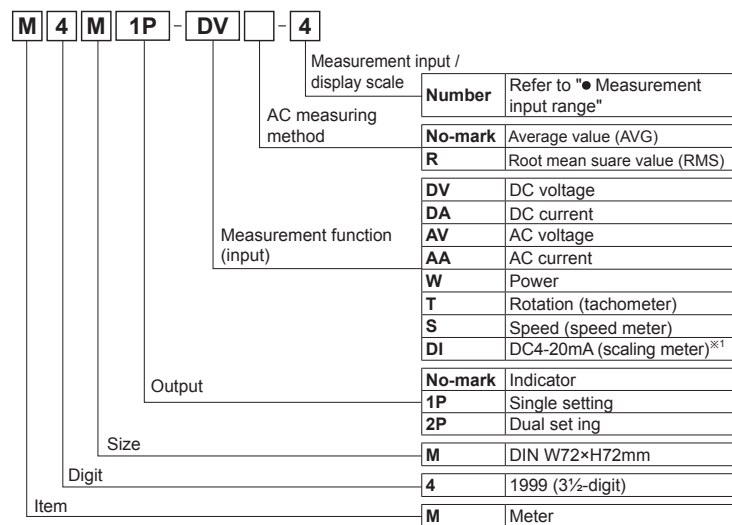 M 4 M 1P - DV - 4
Measurement input /
display scale
Number Refer to "● Measurement
input range"
AC measuring
method
No-mark Average value (AVG)
R Root mean suare value (RMS)
Measurement function
(input)
DV DC voltage
DA DC current
AV AC voltage
AA AC current
W Power
T Rotation (tachometer)
S Speed (speed meter)
DI DC4-20mA (scaling meter)※1
Output
No-mark Indicator
1P Single setting
2P Dual set ing
Size
M DIN W72×H72mm
Digit
4 1999 (3½-digit)
Item
M Meter